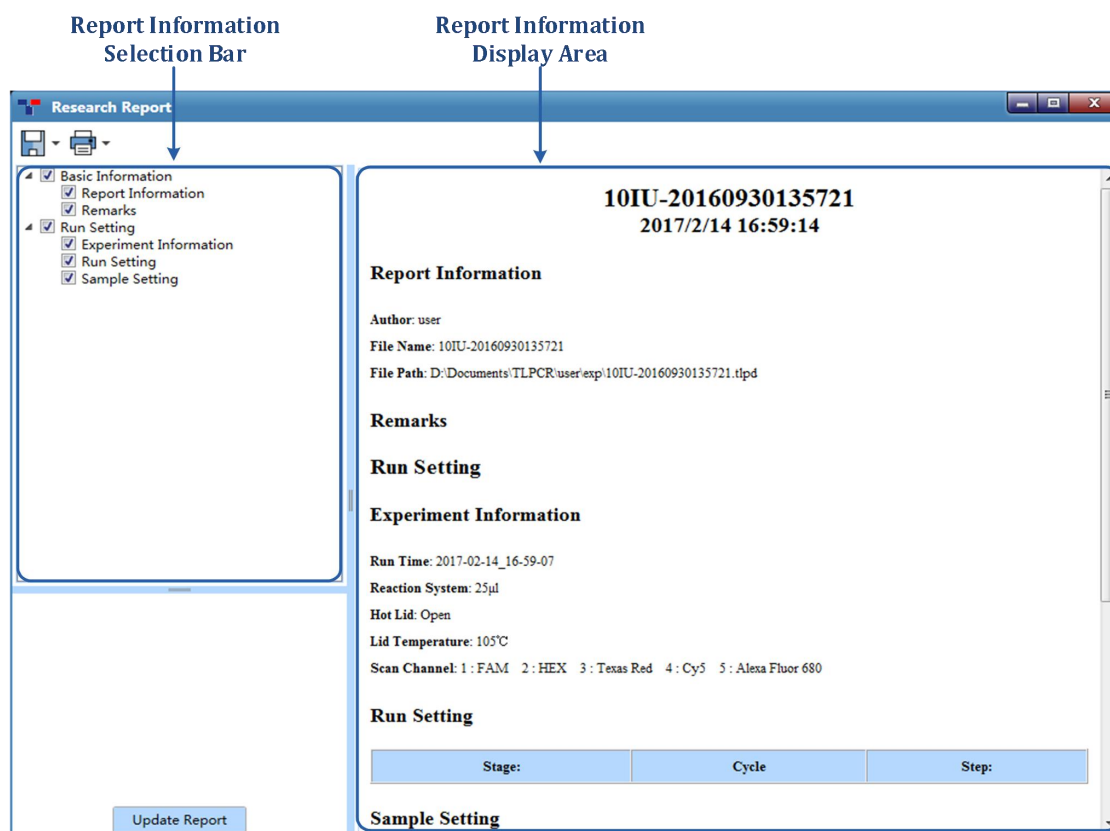 Report Information
Selection Bar
Report Information
Display Area
Research Report
Basic Information
Report Information
Remarks
Run Setting
Experiment Information
Run Setting
Sample Setting
Update Report
10IU-20160930135721
2017/2/14 16:59:14
Report Information
Author: user
File Name: 10IU-20160930135721
File Path: D:\Documents\TLPCR\user\exp\10IU-20160930135721.tlpd
Remarks
Run Setting
Experiment Information
Run Time: 2017-02-14_16-59-07
Reaction System: 25μl
Hot Lid: Open
Lid Temperature: 105℃
Scan Channel: 1 : FAM 2 : HEX 3 : Texas Red 4 : Cy5 5 : Alexa Fluor 680
Run Setting
Stage: Cycle Step:
Sample Setting